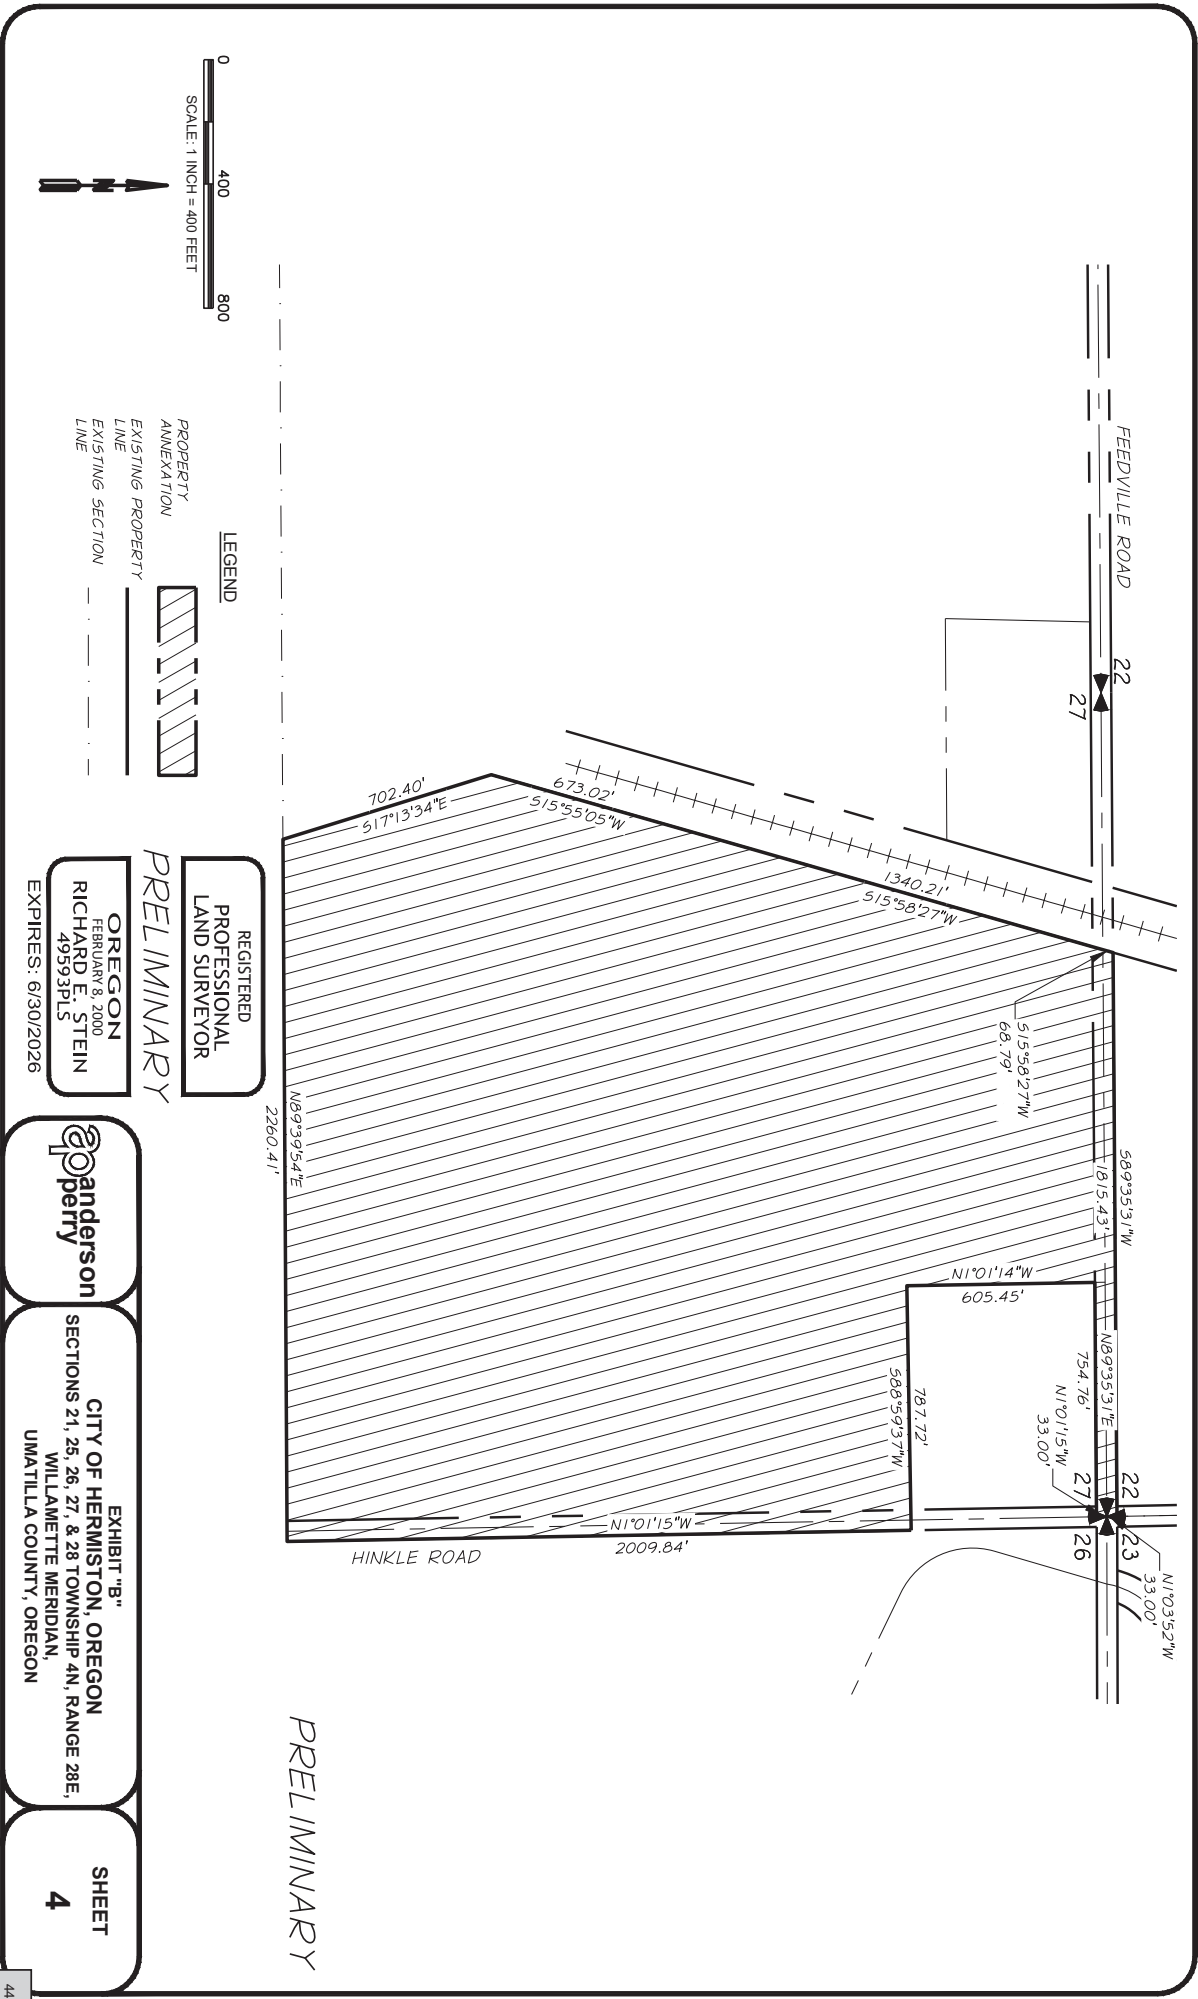 FEEDVILLE ROAD
22
27
S89°35'31"W
1815.43'
N89°35'31"E
754.76'
N1°01'15"W
33.00'
22
23
27
26
N1°03'52"W
33.00'
S15°58'27"W
68.79'
N1°01'14"W
605.45'
787.72'
S88°59'37"W
1340.21'
S15°58'27"W
673.02'
S15°55'05"W
702.40'
S17°13'34"E
N1°01'15"W
2009.84'
HINKLE ROAD
N89°39'54"E
2260.41'
0
400
800
SCALE: 1 INCH = 400 FEET
N
LEGEND
PROPERTY
ANNEXATION
EXISTING PROPERTY
LINE
EXISTING SECTION
LINE
REGISTERED
PROFESSIONAL
LAND SURVEYOR
PRELIMINARY
OREGON
FEBRUARY 8, 2000
RICHARD E. STEIN
49593PLS
EXPIRES: 6/30/2026
PRELIMINARY
ap
anderson
perry
EXHIBIT "B"
CITY OF HERMISTON, OREGON
SECTIONS 21, 25, 26, 27, & 28 TOWNSHIP 4N, RANGE 28E,
WILLAMETTE MERIDIAN,
UMATILLA COUNTY, OREGON
SHEET
4
44